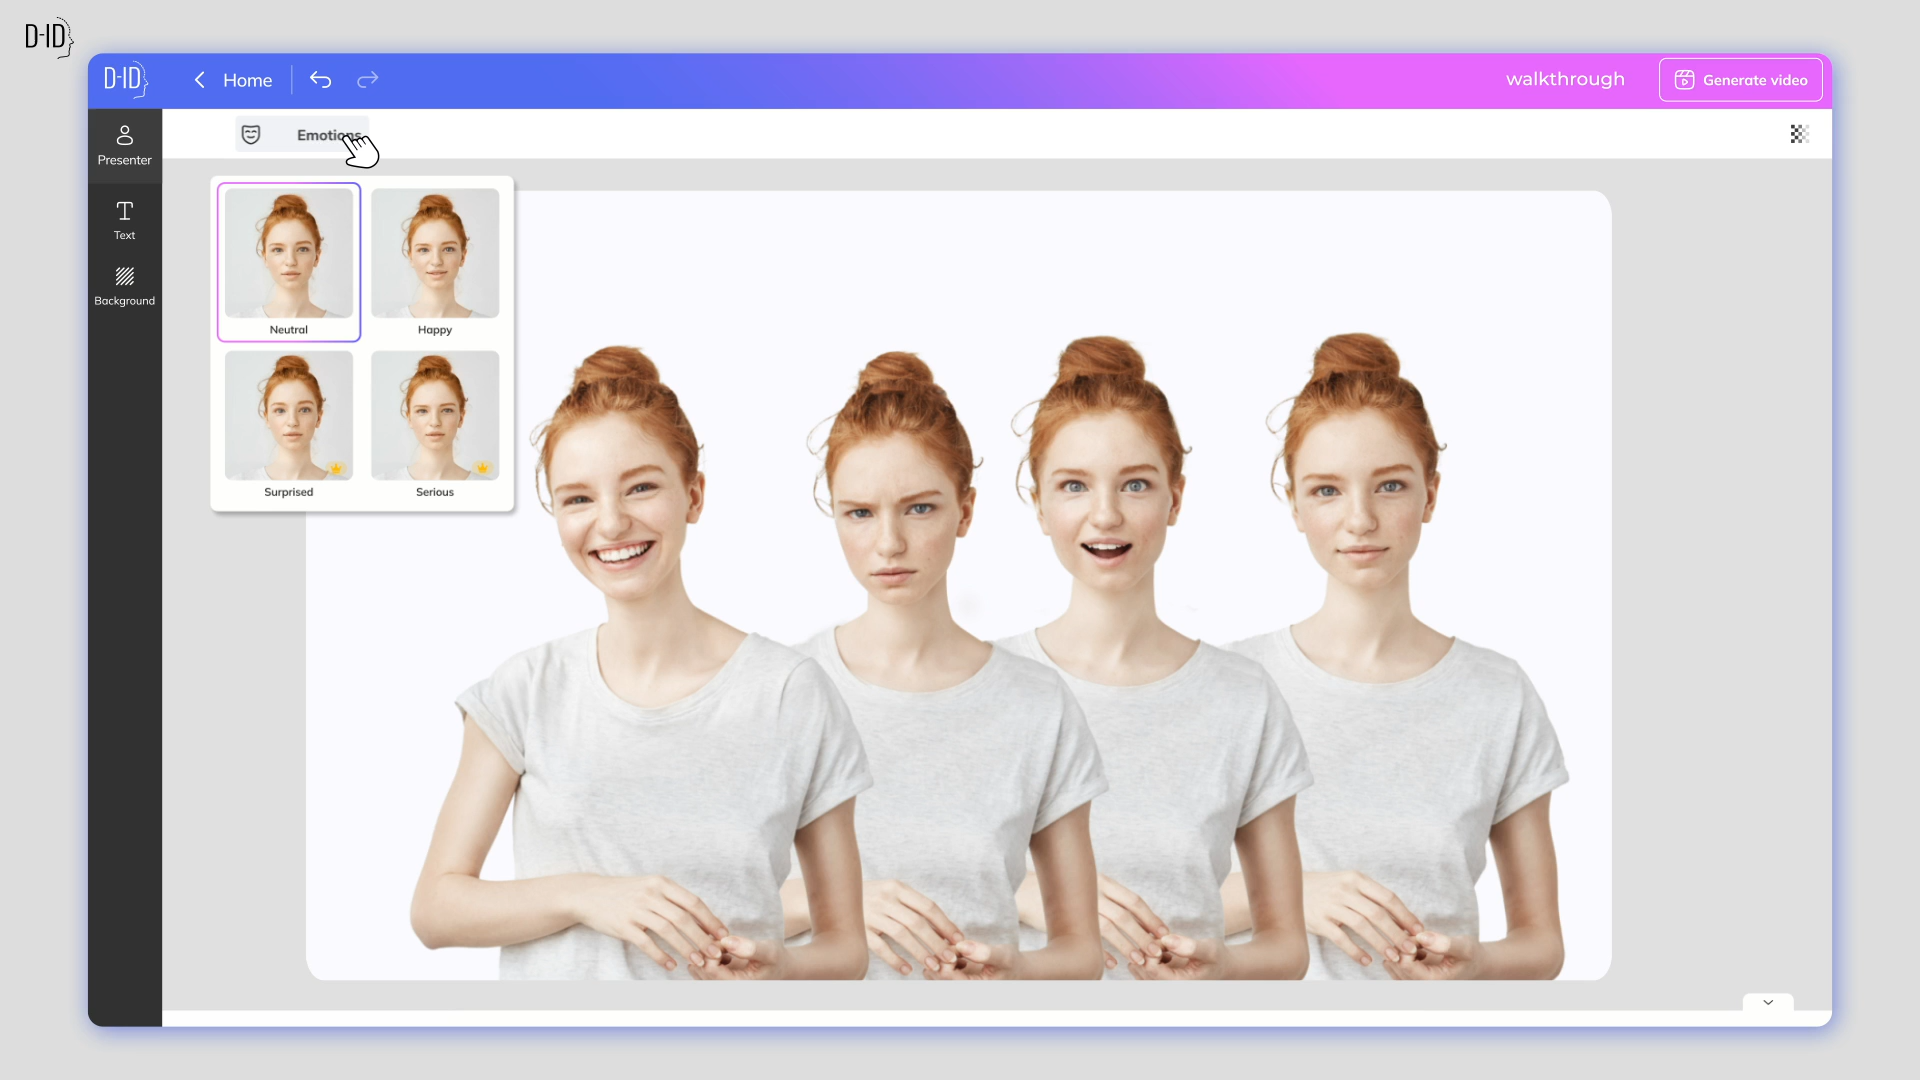 D-ID
D-ID
Home
walkthrough
Generate video
Presenter
Emotions
Text
Background
Neutral
Happy
Surprised
Serious